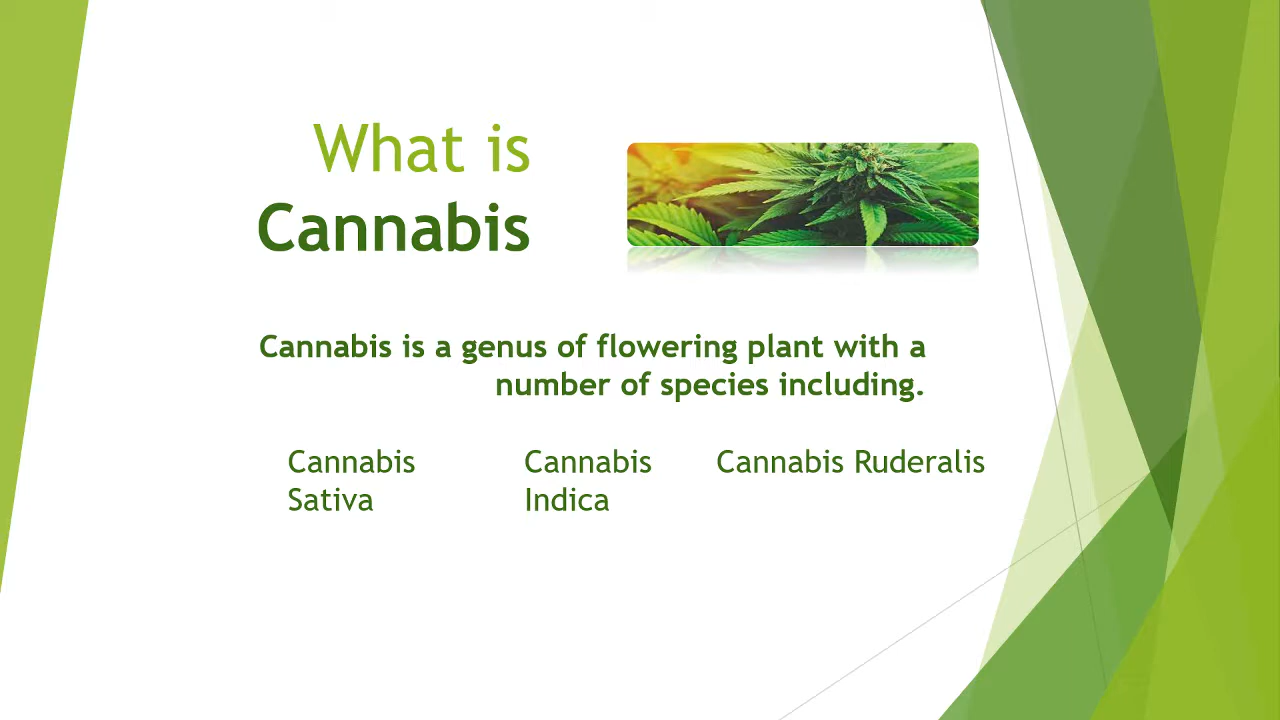 What is
Cannabis
Cannabis is a genus of flowering plant with a
number of species including.
Cannabis
Sativa
Cannabis
Indica
Cannabis Ruderalis